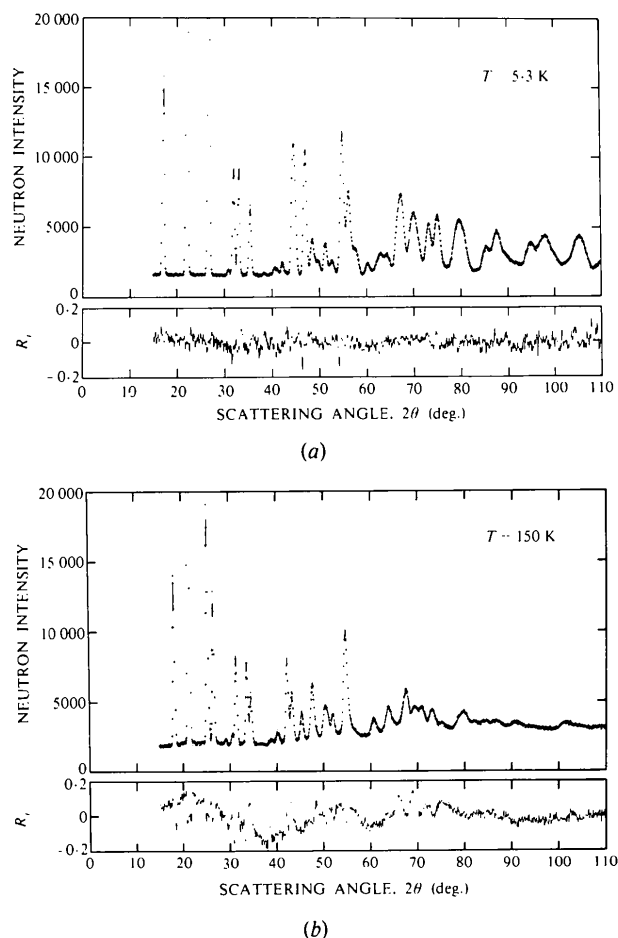 20 000
15 000
10 000
5000
0
NEUTRON INTENSITY
T 5·3 K
0·2
0
-0·2
R
0 10 20 30 40 50 60 70 80 90 100 110
SCATTERING ANGLE, 2θ (deg.)
(a)
20 000
15 000
10 000
5000
0
NEUTRON INTENSITY
T -- 150 K
0·2
0
-0·2
R
0 10 20 30 40 50 60 70 80 90 100 110
SCATTERING ANGLE, 2θ (deg.)
(b)